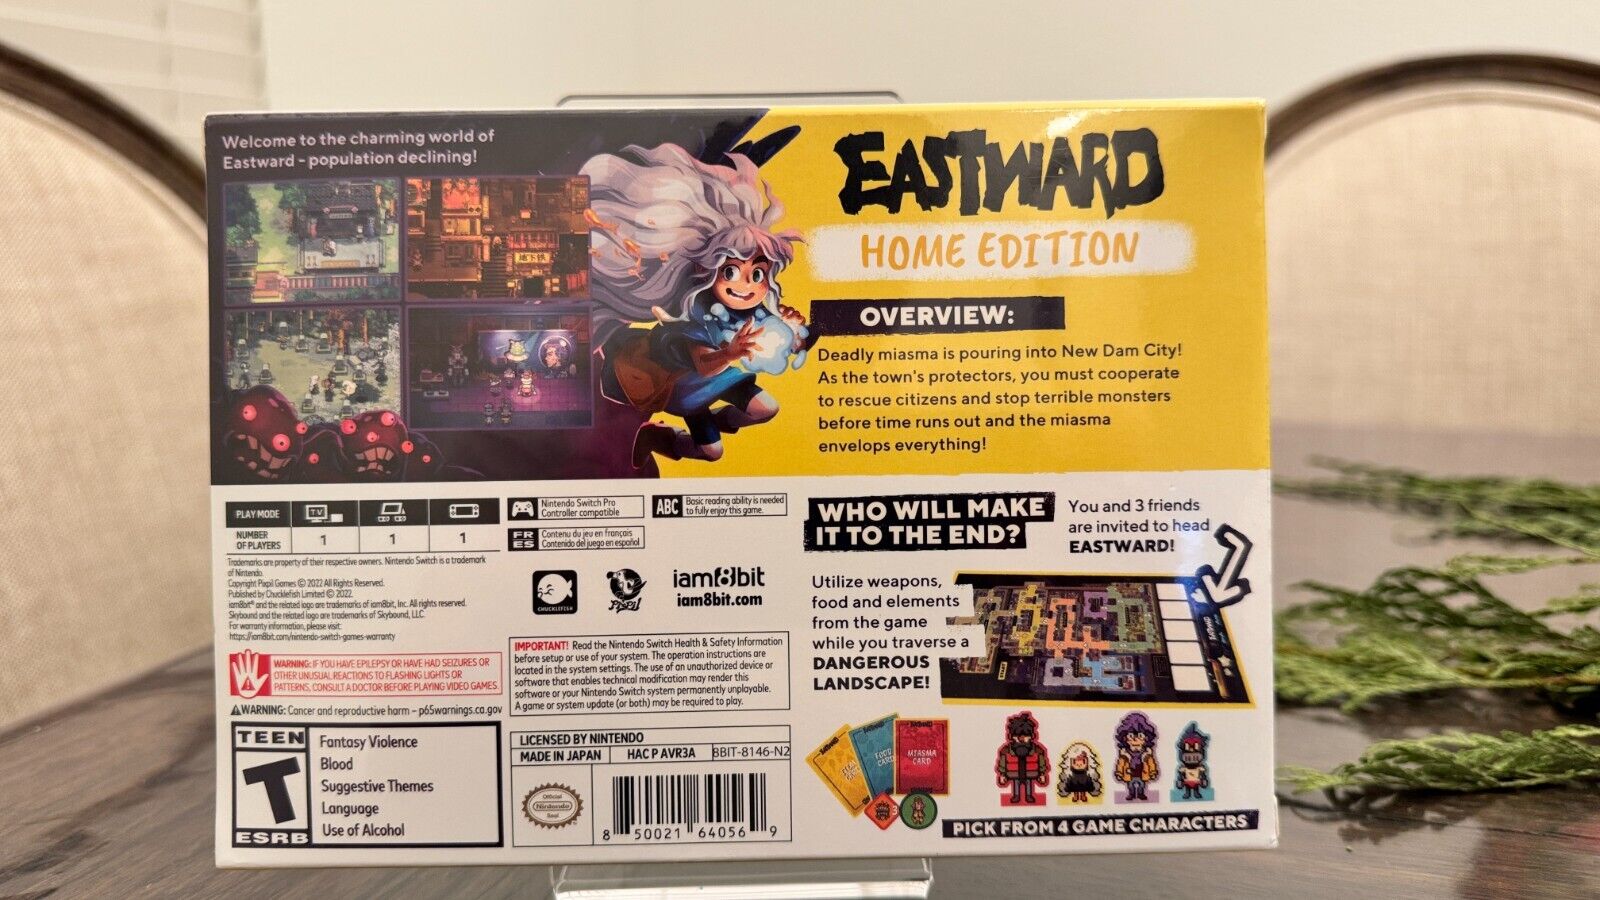 Welcome to the charming world of
Eastward - population declining!
地下鉄
EASTWARD
HOME EDITION
OVERVIEW:
Deadly miasma is pouring into New Dam City!
As the town's protectors, you must cooperate
to rescue citizens and stop terrible monsters
before time runs out and the miasma
envelops everything!
PLAY MODE
TV
NUMBER
OF PLAYERS
1
1
1
Nintendo Switch Pro
Controller compatible
ABC
Basic reading ability is needed
to fully enjoy this game.
FR
ES
Contenu du jeu en français
Contenido del juego en español
Trademarks are property of their respective owners. Nintendo Switch is a trademark
of Nintendo.
Copyright Pixpil Games © 2022 All Rights Reserved.
Published by Chucklefish Limited © 2022.
iam8bit® and the related logo are trademarks of iam8bit, Inc. All rights reserved.
Skybound and the related logo are trademarks of Skybound, LLC.
For warranty information, please visit:
https://iam8bit.com/nintendo-switch-games-warranty
CHUCKLEFISH
PIXPIL
iam8bit
iam8bit.com
WARNING: IF YOU HAVE EPILEPSY OR HAVE HAD SEIZURES OR
OTHER UNUSUAL REACTIONS TO FLASHING LIGHTS OR
PATTERNS, CONSULT A DOCTOR BEFORE PLAYING VIDEO GAMES.
WARNING: Cancer and reproductive harm - p65warnings.ca.gov
IMPORTANT! Read the Nintendo Switch Health & Safety Information
before setup or use of your system. The operation instructions are
located in the system settings. The use of an unauthorized device or
software that enables technical modification may render this
software or your Nintendo Switch system permanently unplayable.
A game or system update (or both) may be required to play.
TEEN
T
ESRB
Fantasy Violence
Blood
Suggestive Themes
Language
Use of Alcohol
LICENSED BY NINTENDO
MADE IN JAPAN
HAC P AVR3A
8BIT-8146-N2
Official
Nintendo
Seal
8 50021 64056 9
WHO WILL MAKE
IT TO THE END?
You and 3 friends
are invited to head
EASTWARD!
Utilize weapons,
food and elements
from the game
while you traverse a
DANGEROUS
LANDSCAPE!
FOOD
CARD
MIASMA
CARD
PICK FROM 4 GAME CHARACTERS